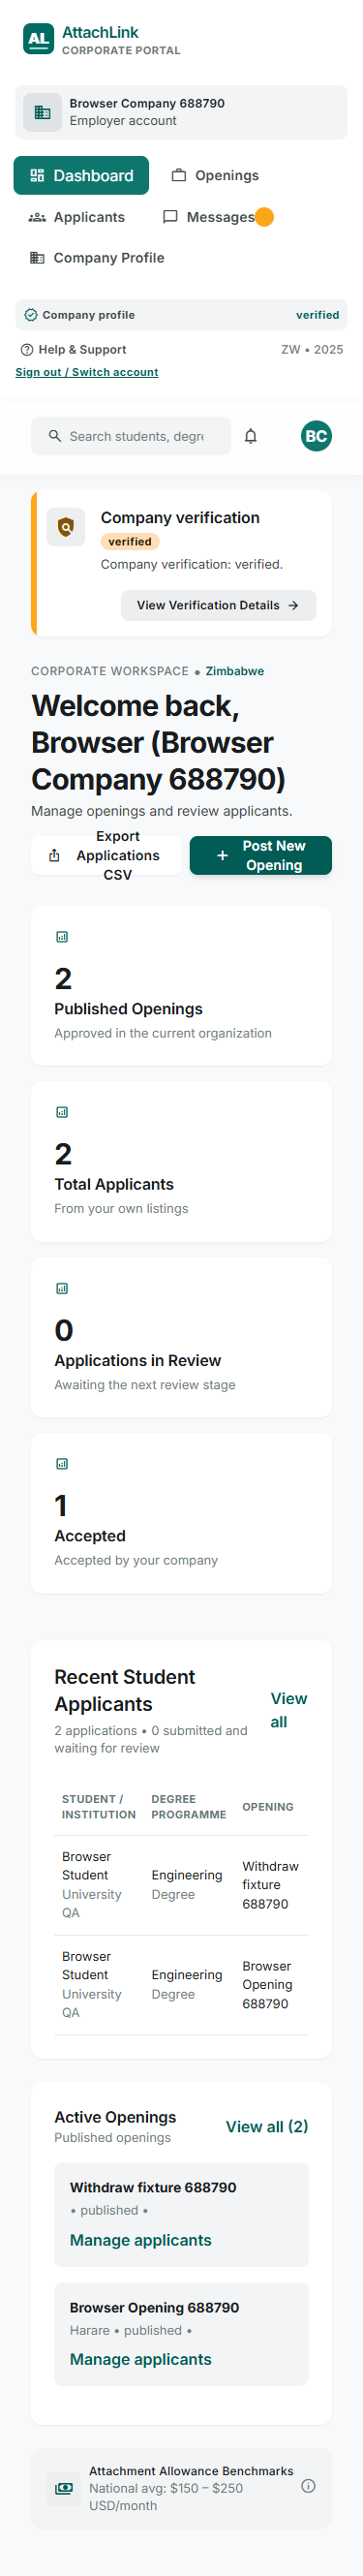 AL
AttachLink
CORPORATE PORTAL
Browser Company 688790
Employer account
Dashboard
Openings
Applicants
Messages
Company Profile
Company profile
verified
Help & Support
ZW • 2025
Sign out / Switch account
Search students, degre
BC
Company verification
verified
Company verification: verified.
View Verification Details →
CORPORATE WORKSPACE • Zimbabwe
Welcome back,
Browser (Browser
Company 688790)
Manage openings and review applicants.
Export
Applications
CSV
+ Post New
Opening
2
Published Openings
Approved in the current organization
2
Total Applicants
From your own listings
0
Applications in Review
Awaiting the next review stage
1
Accepted
Accepted by your company
Recent Student
Applicants
View
all
2 applications • 0 submitted and
waiting for review
STUDENT /
INSTITUTION
DEGREE
PROGRAMME
OPENING
Browser
Student
University
QA
Engineering
Degree
Withdraw
fixture
688790
Browser
Student
University
QA
Engineering
Degree
Browser
Opening
688790
Active Openings
Published openings
View all (2)
Withdraw fixture 688790
• published •
Manage applicants
Browser Opening 688790
Harare • published •
Manage applicants
Attachment Allowance Benchmarks
National avg: $150 – $250
USD/month